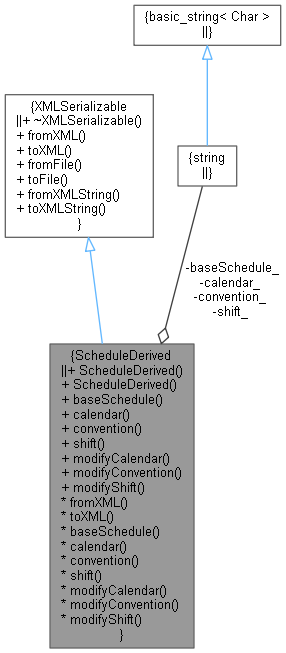 {basic_string< Char >
||}
{XMLSerializable
||+ ~XMLSerializable()
+ fromXML()
+ toXML()
+ fromFile()
+ toFile()
+ fromXMLString()
+ toXMLString()
}
{string
||}
-baseSchedule_
-calendar_
-convention_
-shift_
{ScheduleDerived
||+ ScheduleDerived()
+ ScheduleDerived()
+ baseSchedule()
+ calendar()
+ convention()
+ shift()
+ modifyCalendar()
+ modifyConvention()
+ modifyShift()
* fromXML()
* toXML()
* baseSchedule()
* calendar()
* convention()
* shift()
* modifyCalendar()
* modifyConvention()
* modifyShift()
}